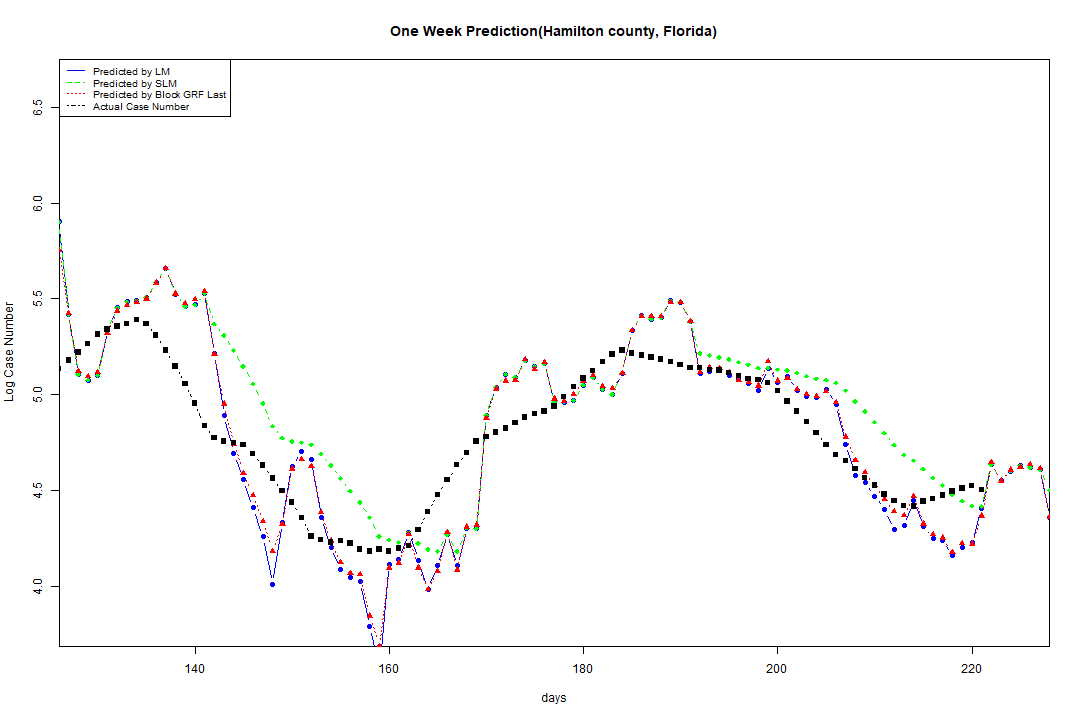 One Week Prediction(Hamilton county, Florida)
Predicted by LM
Predicted by SLM
Predicted by Block GRF Last
Actual Case Number
6.5
6.0
5.5
5.0
4.5
4.0
Log Case Number
140 160 180 200 220
days